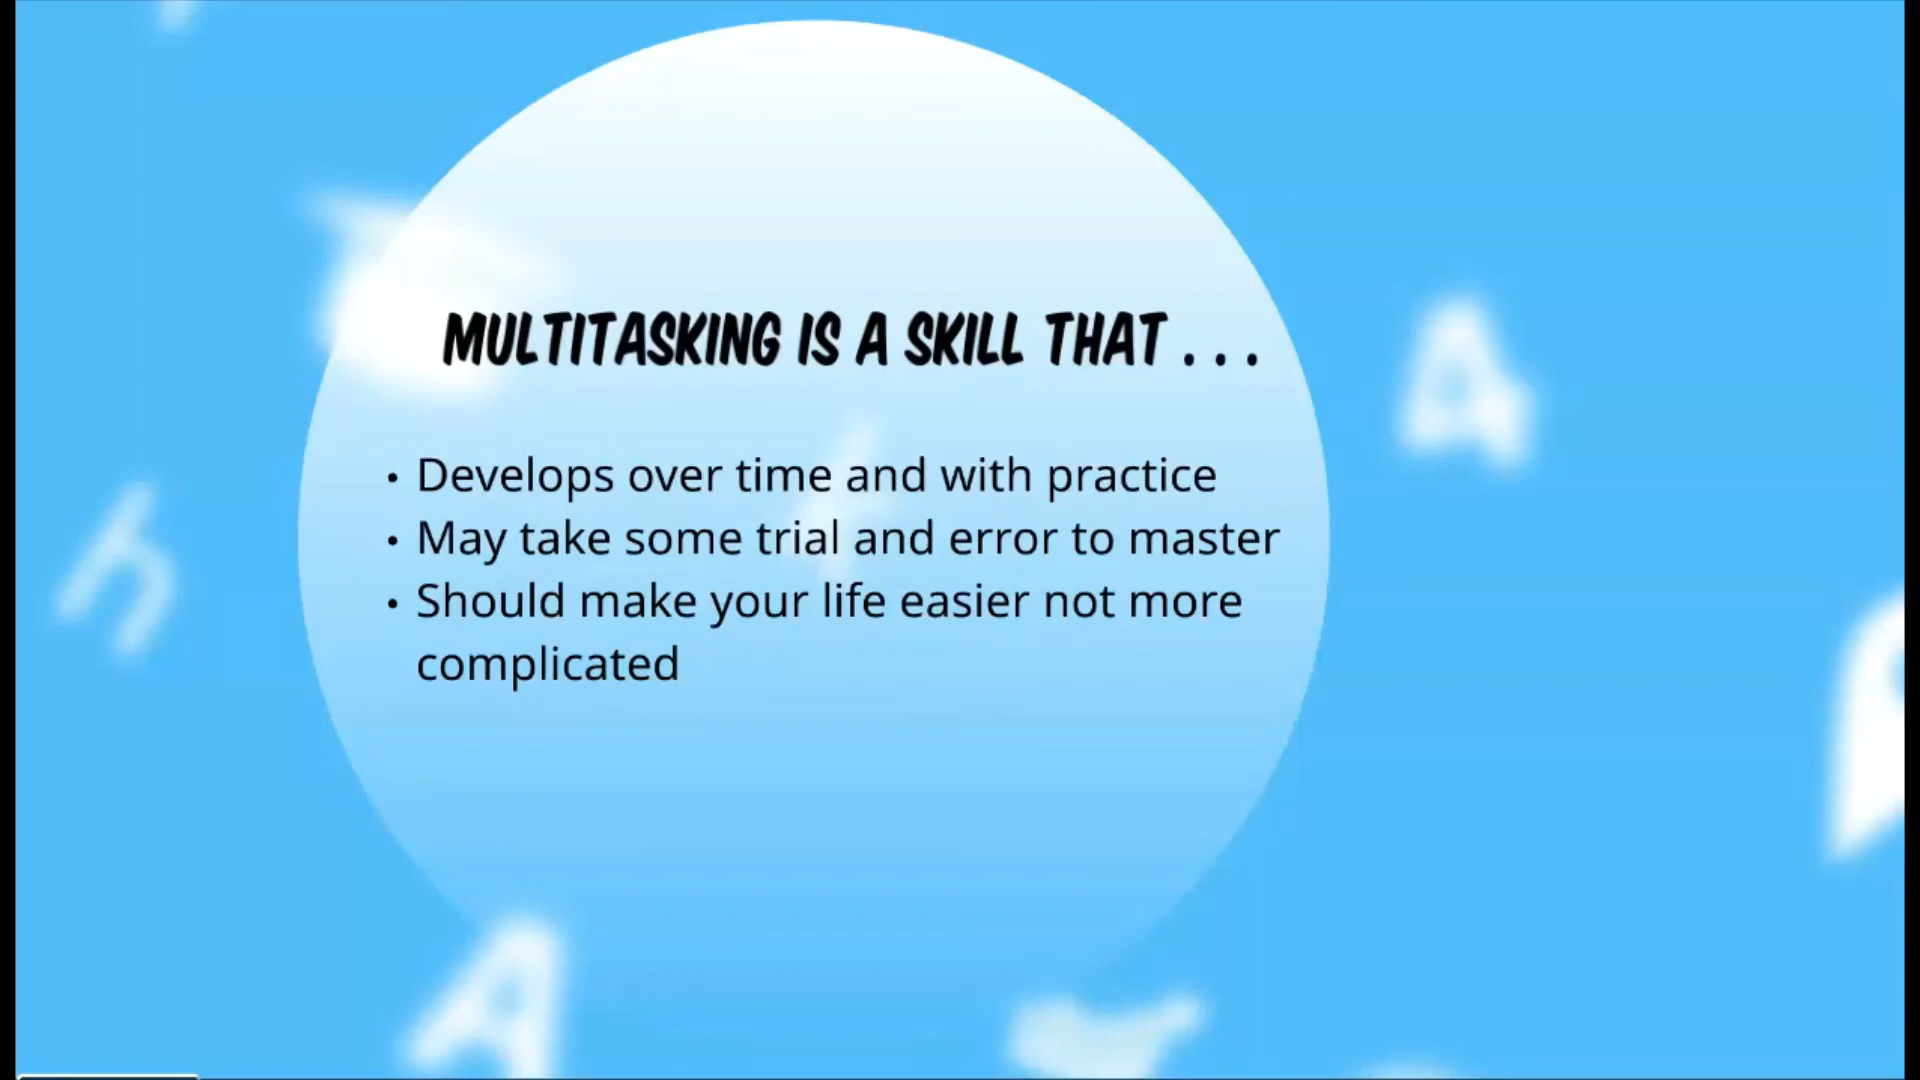 MULTITASKING IS A SKILL THAT . . .
• Develops over time and with practice
• May take some trial and error to master
• Should make your life easier not more
complicated